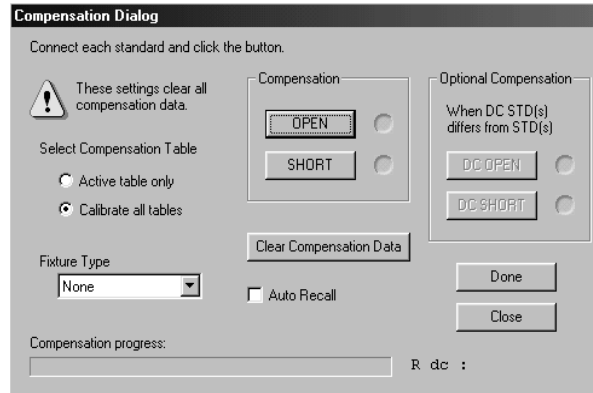 Compensation Dialog
Connect each standard and click the button.
These settings clear all
compensation data.
Select Compensation Table
Active table only
Calibrate all tables
Fixture Type
None
Compensation
OPEN
SHORT
Clear Compensation Data
Auto Recall
Optional Compensation
When DC STD(s)
differs from STD(s)
DC OPEN
DC SHORT
Done
Close
Compensation progress:
R dc :